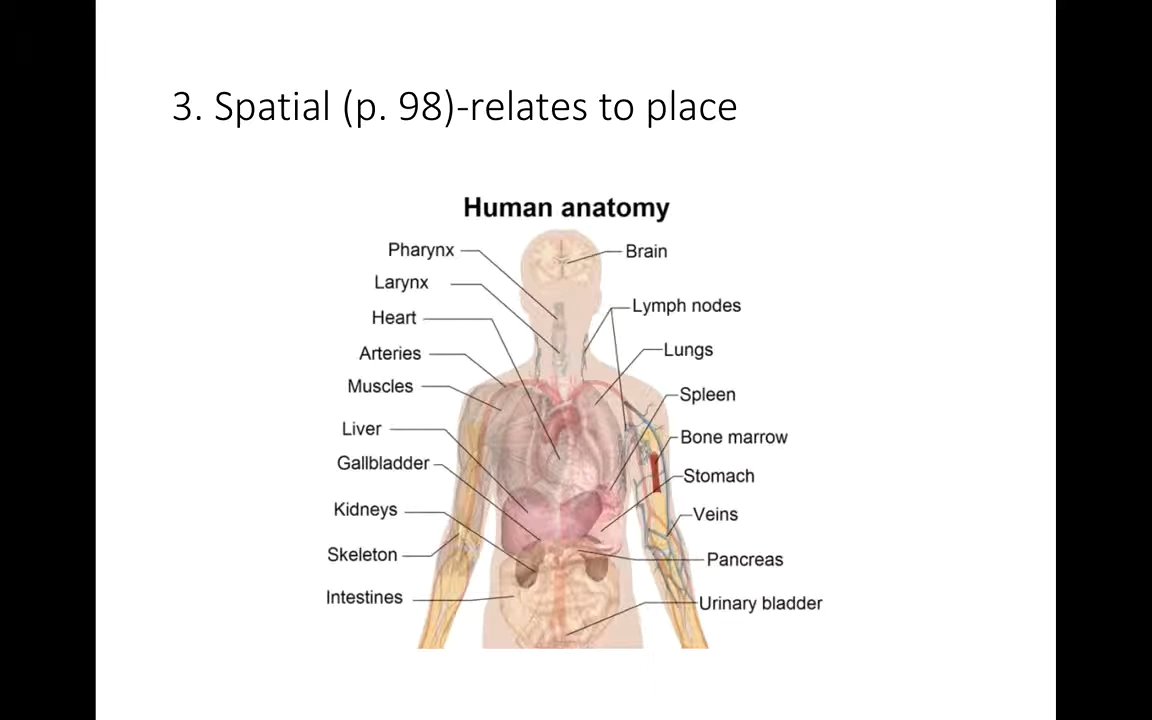 3. Spatial (p. 98)-relates to place
Human anatomy
Pharynx
Larynx
Heart
Arteries
Muscles
Liver
Gallbladder
Kidneys
Skeleton
Intestines
Brain
Lymph nodes
Lungs
Spleen
Bone marrow
Stomach
Veins
Pancreas
Urinary bladder